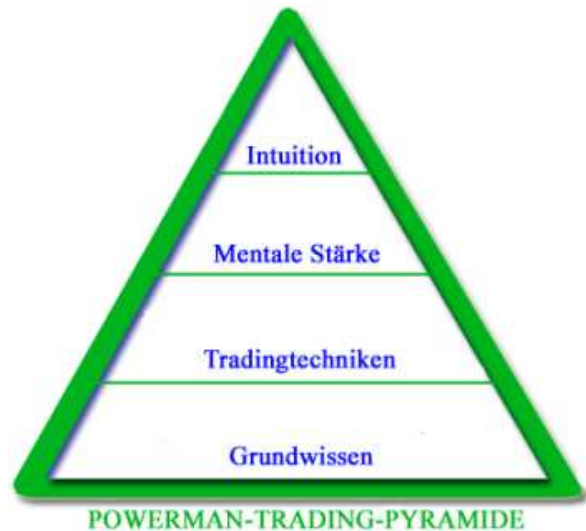 Intuition
Mentale Stärke
Tradingtechniken
Grundwissen
POWERMAN-TRADING-PYRAMIDE